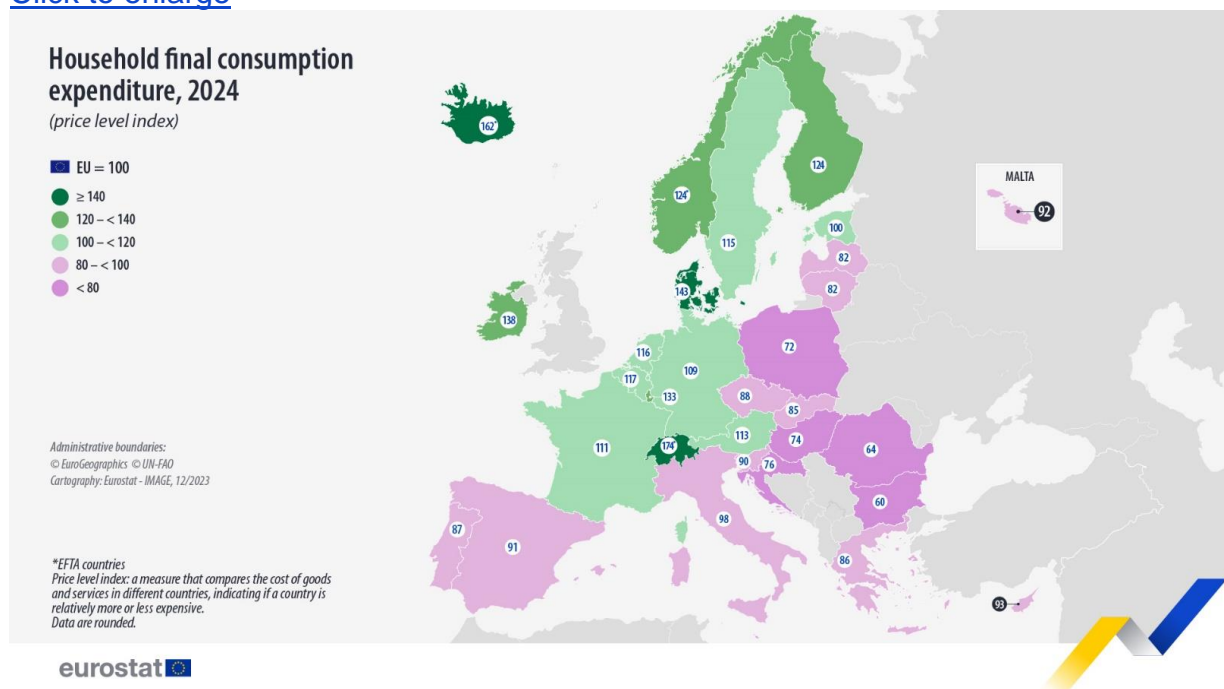 Click to enlarge
Household final consumption
expenditure, 2024
(price level index)
EU = 100
≥ 140
120 – < 140
100 – < 120
80 – < 100
< 80
162*
124*
124
115
100
82
82
143
138
MALTA
92
116
117
109
133
72
88
85
111
174*
113
74
64
90
76
60
98
87
91
86
93
Administrative boundaries:
© EuroGeographics © UN-FAO
Cartography: Eurostat - IMAGE, 12/2023
*EFTA countries
Price level index: a measure that compares the cost of goods
and services in different countries, indicating if a country is
relatively more or less expensive.
Data are rounded.
eurostat